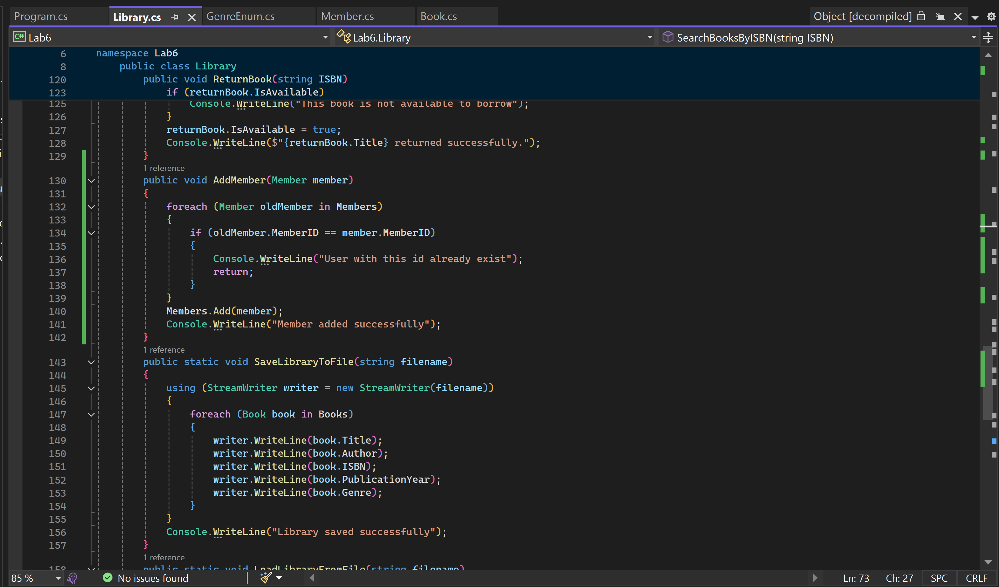 Program.cs Library.cs GenreEnum.cs Member.cs Book.cs Object [decompiled]
C# Lab6 Lab6.Library SearchBooksByISBN(string ISBN)
6 namespace Lab6
8 public class Library
120 public void ReturnBook(string ISBN)
123 if (returnBook.IsAvailable)
125 Console.WriteLine("This book is not available to borrow");
126 }
127 returnBook.IsAvailable = true;
128 Console.WriteLine($"{returnBook.Title} returned successfully.");
129 }
1 reference
130 public void AddMember(Member member)
131 {
132 foreach (Member oldMember in Members)
133 {
134 if (oldMember.MemberID == member.MemberID)
135 {
136 Console.WriteLine("User with this id already exist");
137 return;
138 }
139 }
140 Members.Add(member);
141 Console.WriteLine("Member added successfully");
142 }
1 reference
143 public static void SaveLibraryToFile(string filename)
144 {
145 using (StreamWriter writer = new StreamWriter(filename))
146 {
147 foreach (Book book in Books)
148 {
149 writer.WriteLine(book.Title);
150 writer.WriteLine(book.Author);
151 writer.WriteLine(book.ISBN);
152 writer.WriteLine(book.PublicationYear);
153 writer.WriteLine(book.Genre);
154 }
155 }
156 Console.WriteLine("Library saved successfully");
157 }
1 reference
158 public static void LoadLibraryFromFile(string filename)
85 % No issues found Ln: 73 Ch: 27 SPC CRLF